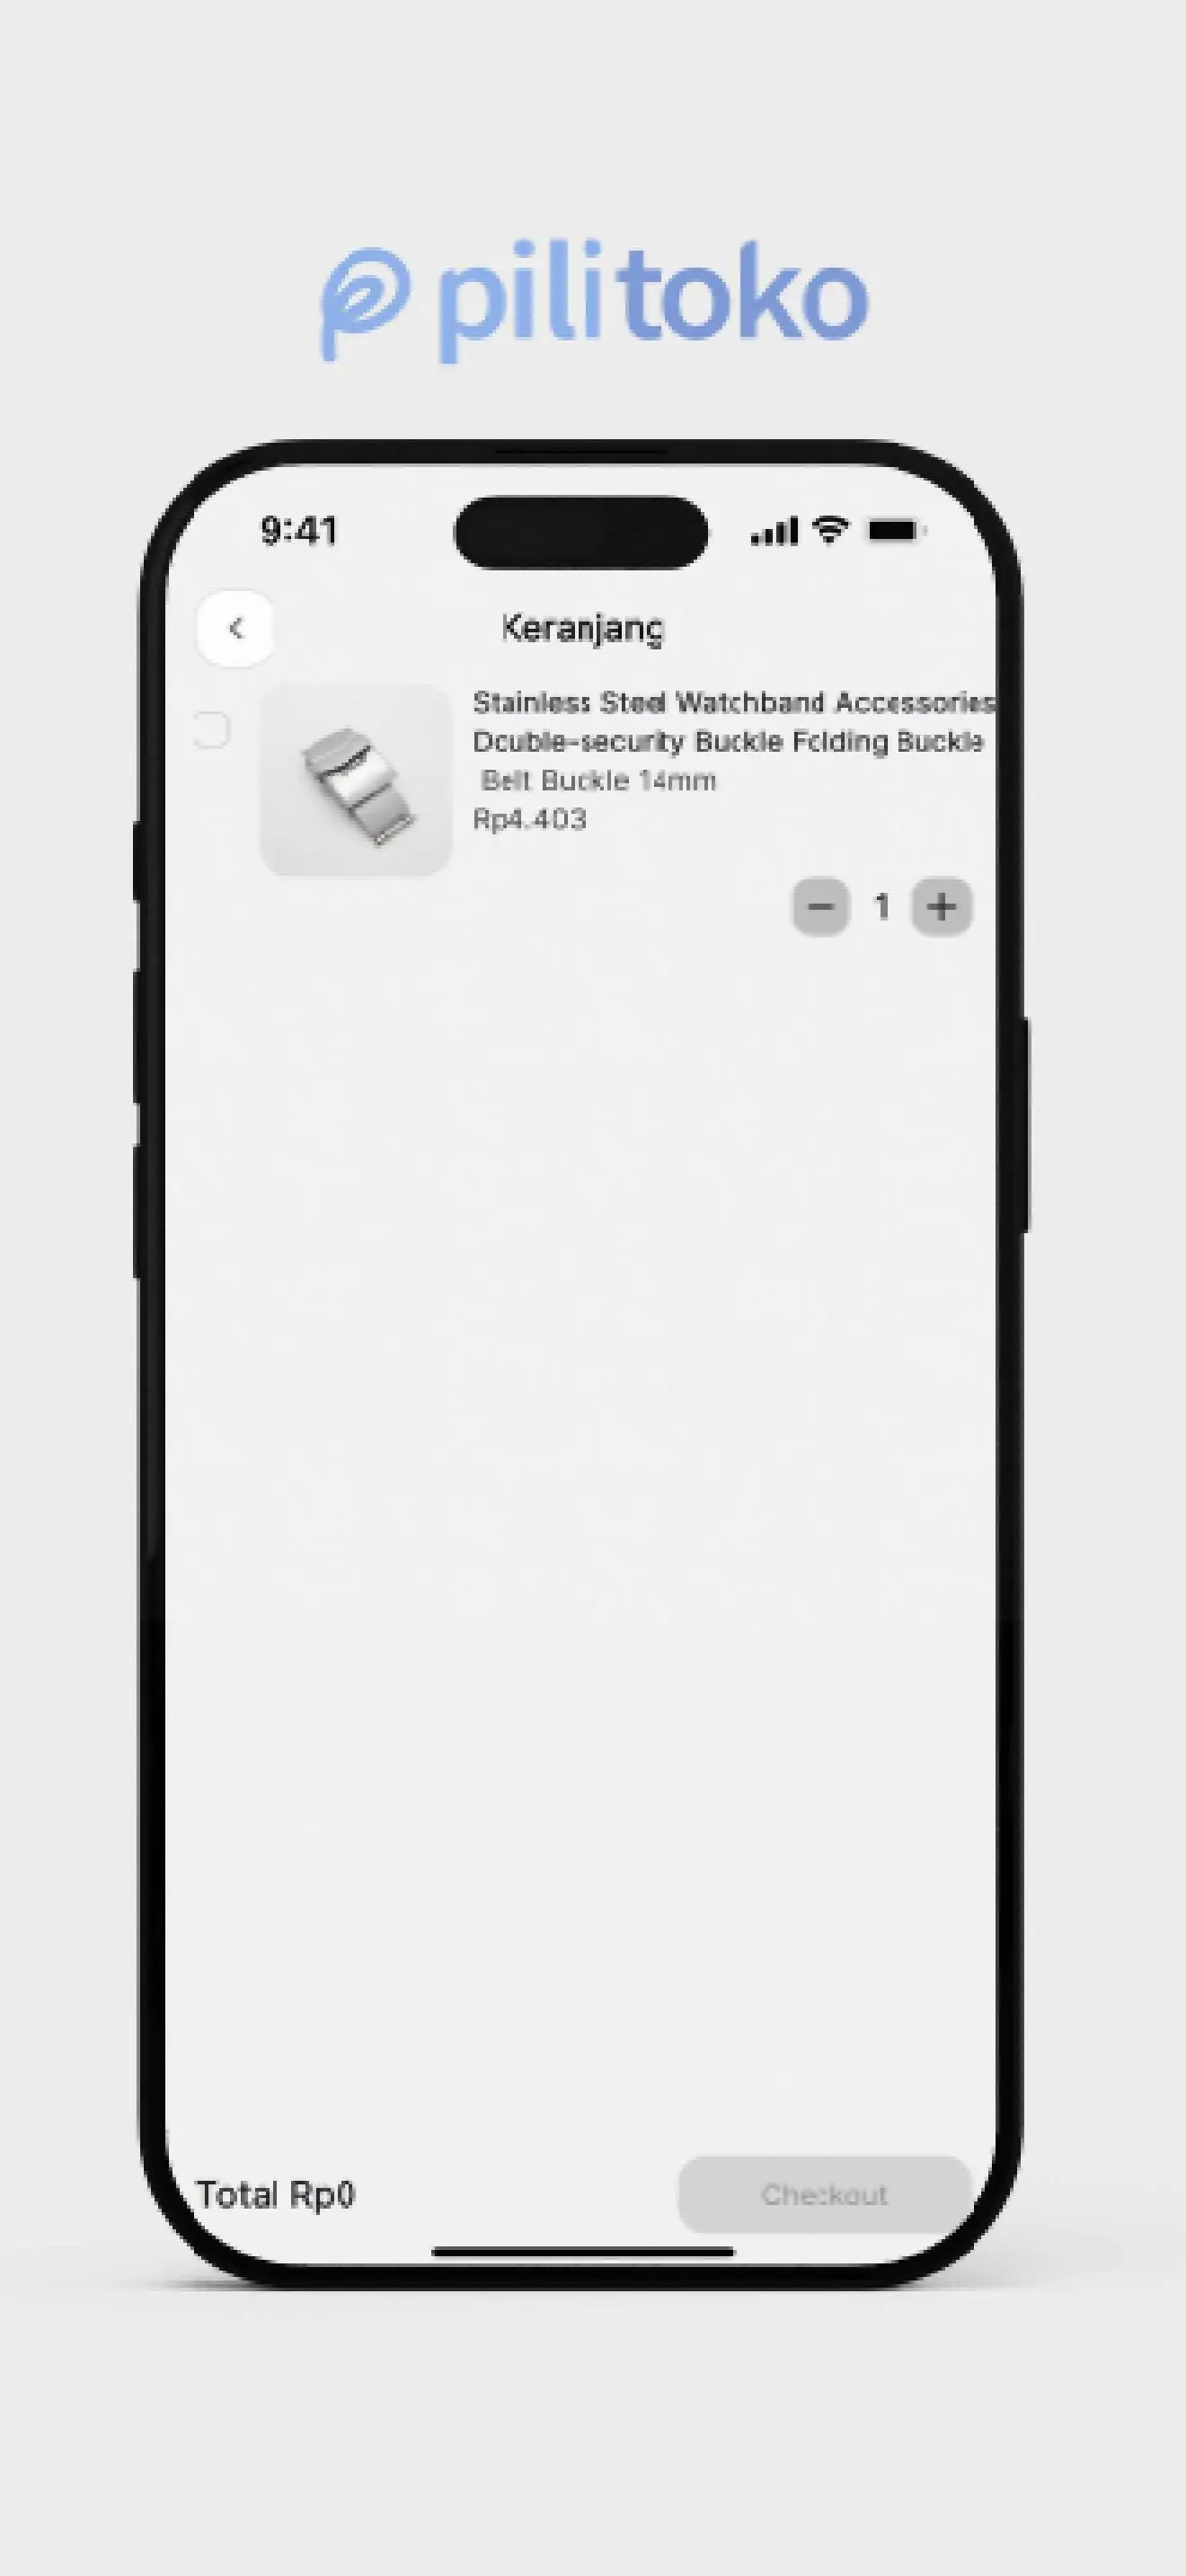 pilitoko
9:41
Keranjang
Stainless Steel Watchband Accessories
Double-security Buckle Folding Buckle
Belt Buckle 14mm
Rp4.403
1
Total Rp0
Checkout